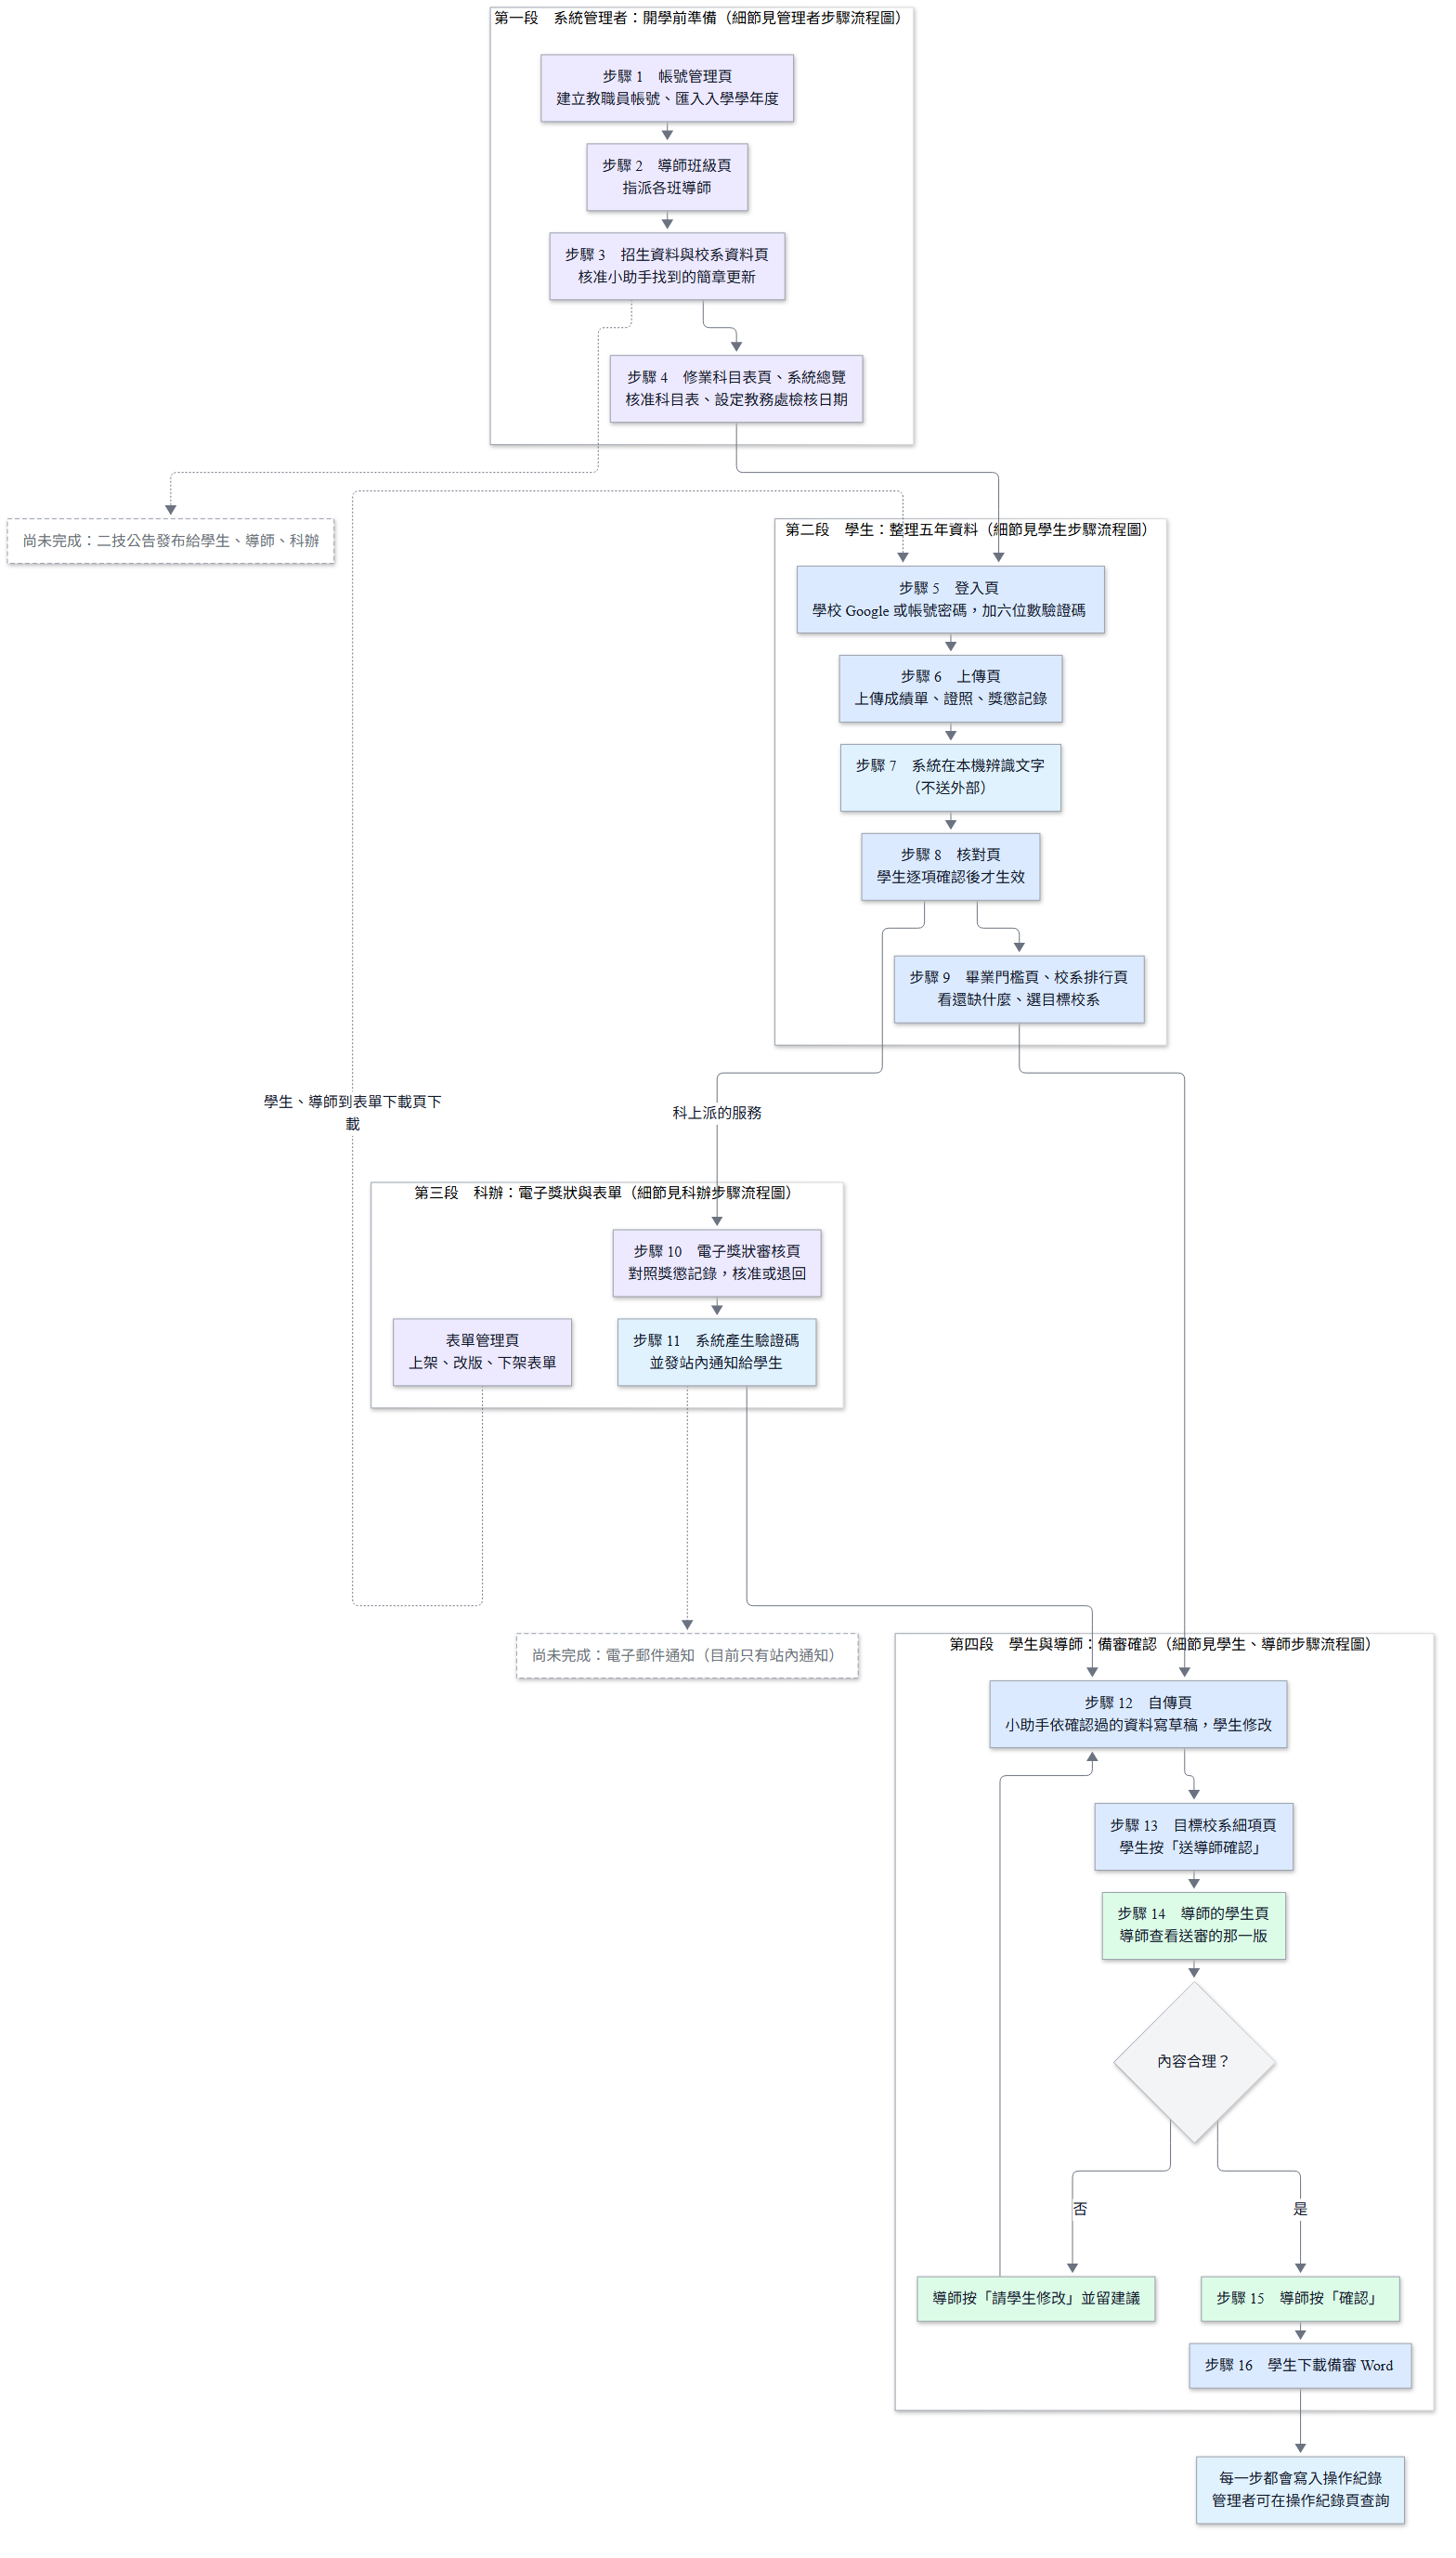 第一段　系統管理者：開學前準備（細節見管理者步驟流程圖）
步驟 1　帳號管理頁
建立教職員帳號、匯入入學學年度
步驟 2　導師班級頁
指派各班導師
步驟 3　招生資料與校系資料頁
核准小助手找到的簡章更新
步驟 4　修業科目表頁、系統總覽
核准科目表、設定教務處檢核日期
尚未完成：二技公告發布給學生、導師、科辦
第二段　學生：整理五年資料（細節見學生步驟流程圖）
步驟 5　登入頁
學校 Google 或帳號密碼，加六位數驗證碼
步驟 6　上傳頁
上傳成績單、證照、獎懲記錄
步驟 7　系統在本機辨識文字
（不送外部）
步驟 8　核對頁
學生逐項確認後才生效
步驟 9　畢業門檻頁、校系排行頁
看還缺什麼、選目標校系
學生、導師到表單下載頁下
載
科上派的服務
第三段　科辦：電子獎狀與表單（細節見科辦步驟流程圖）
步驟 10　電子獎狀審核頁
對照獎懲記錄，核准或退回
表單管理頁
上架、改版、下架表單
步驟 11　系統產生驗證碼
並發站內通知給學生
尚未完成：電子郵件通知（目前只有站內通知）
第四段　學生與導師：備審確認（細節見學生、導師步驟流程圖）
步驟 12　自傳頁
小助手依確認過的資料寫草稿，學生修改
步驟 13　目標校系細項頁
學生按「送導師確認」
步驟 14　導師的學生頁
導師查看送審的那一版
內容合理？
否
是
導師按「請學生修改」並留建議
步驟 15　導師按「確認」
步驟 16　學生下載備審 Word
每一步都會寫入操作紀錄
管理者可在操作紀錄頁查詢